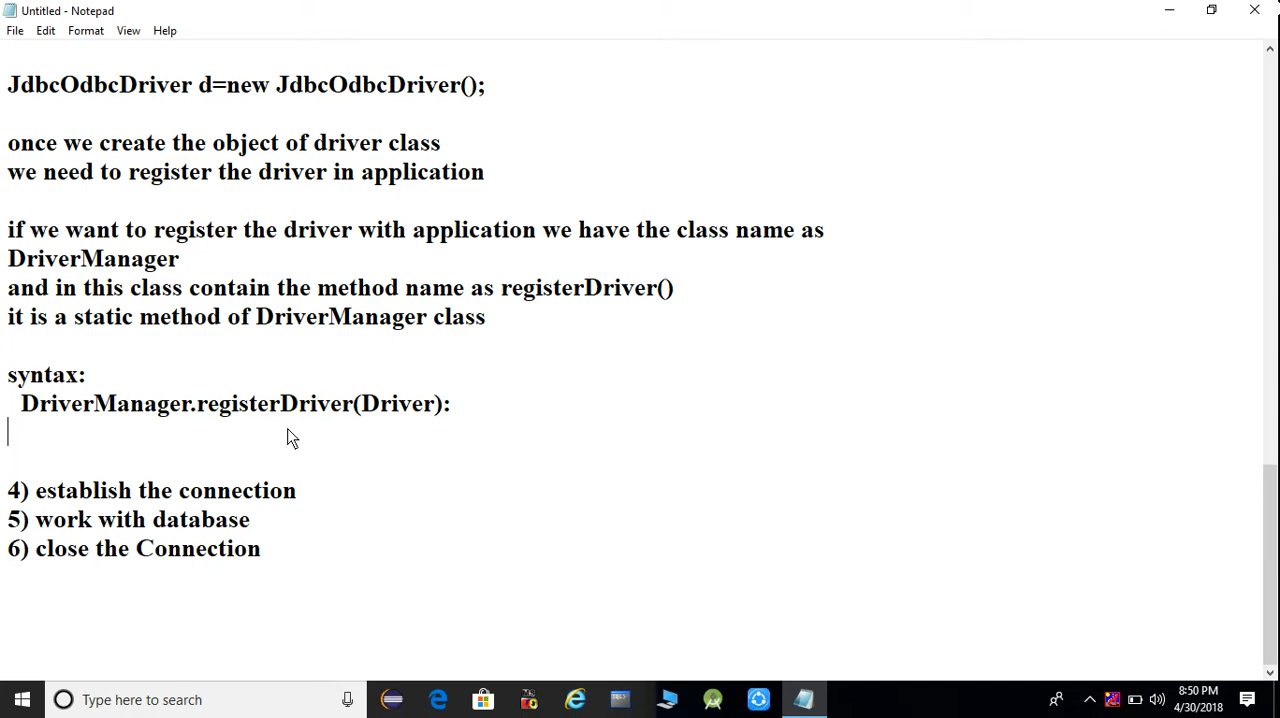 Untitled - Notepad
File Edit Format View Help
JdbcOdbcDriver d=new JdbcOdbcDriver();
once we create the object of driver class
we need to register the driver in application
if we want to register the driver with application we have the class name as
DriverManager
and in this class contain the method name as registerDriver()
it is a static method of DriverManager class
syntax:
DriverManager.registerDriver(Driver):
4) establish the connection
5) work with database
6) close the Connection
Type here to search
8:50 PM
4/30/2018